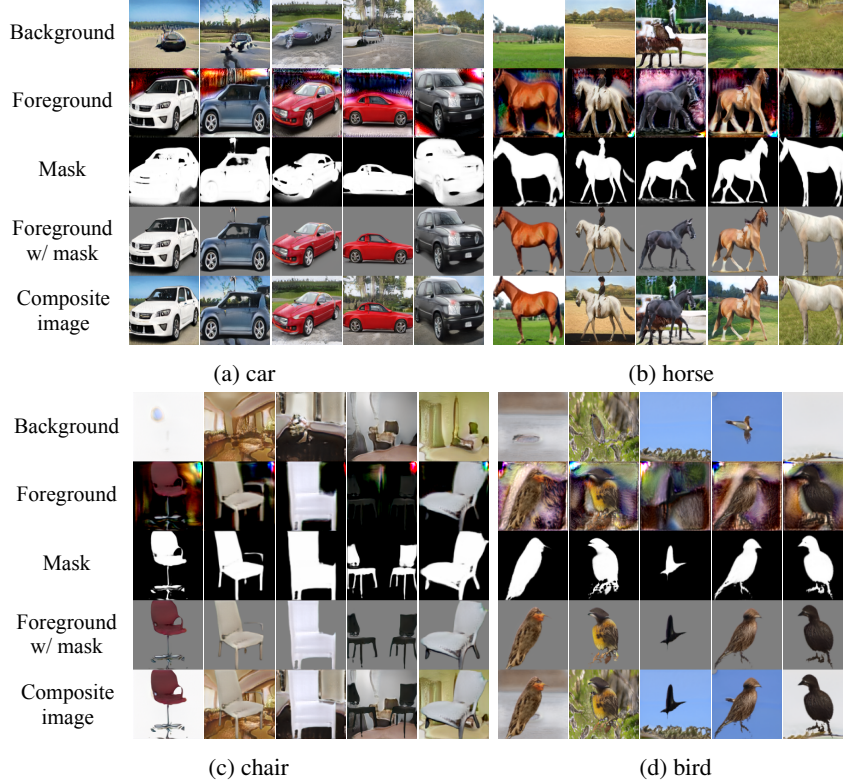 Background
Foreground
Mask
Foreground
w/ mask
Composite
image
(a) car
(b) horse
Background
Foreground
Mask
Foreground
w/ mask
Composite
image
(c) chair
(d) bird